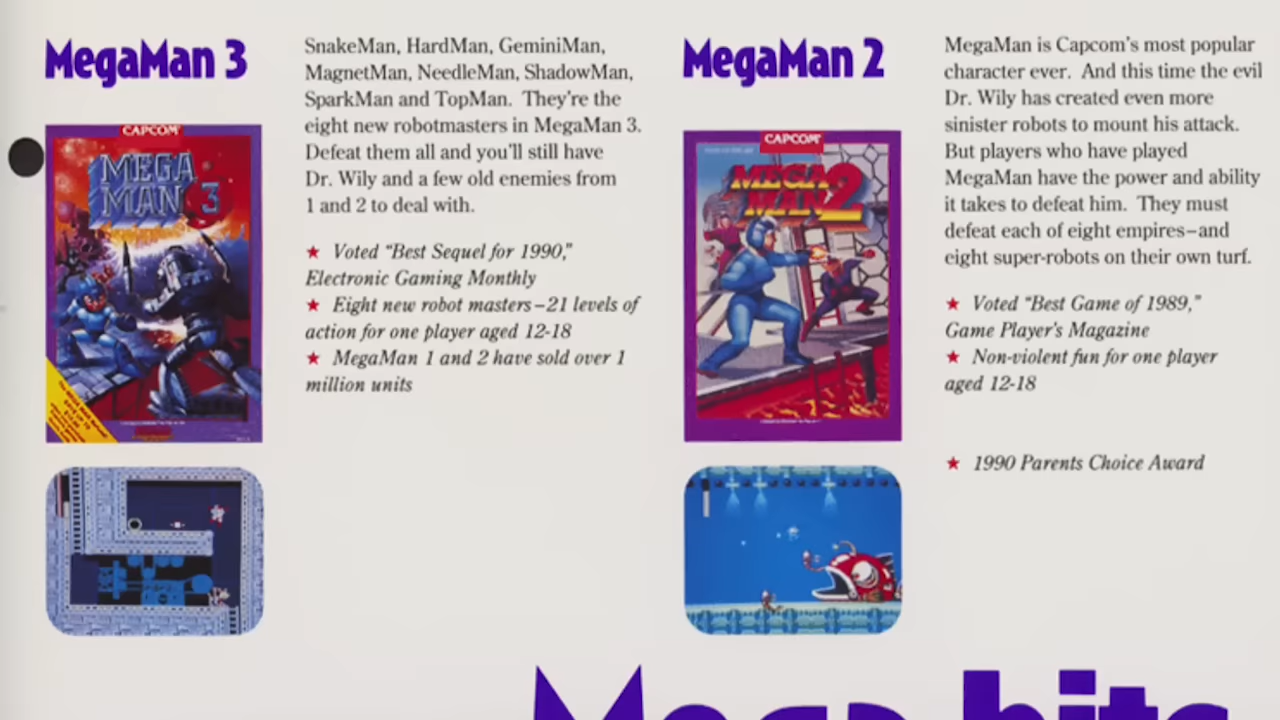 MegaMan 3
CAPCOM
MEGA
MAN 3
SnakeMan, HardMan, GeminiMan,
MagnetMan, NeedleMan, ShadowMan,
SparkMan and TopMan. They're the
eight new robotmasters in MegaMan 3.
Defeat them all and you'll still have
Dr. Wily and a few old enemies from
1 and 2 to deal with.
★ Voted "Best Sequel for 1990,"
Electronic Gaming Monthly
★ Eight new robot masters–21 levels of
action for one player aged 12-18
★ MegaMan 1 and 2 have sold over 1
million units
MegaMan 2
CAPCOM
MEGA
MAN 2
MegaMan is Capcom's most popular
character ever. And this time the evil
Dr. Wily has created even more
sinister robots to mount his attack.
But players who have played
MegaMan have the power and ability
it takes to defeat him. They must
defeat each of eight empires–and
eight super-robots on their own turf.
★ Voted "Best Game of 1989,"
Game Player's Magazine
★ Non-violent fun for one player
aged 12-18
★ 1990 Parents Choice Award
Mega hits